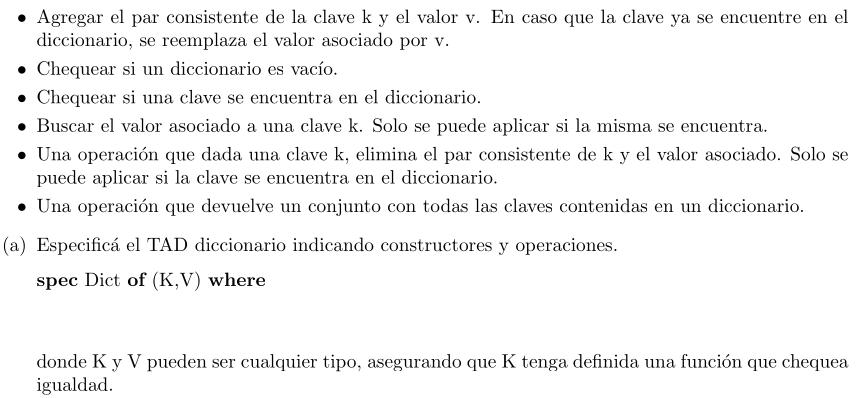 • Agregar el par consistente de la clave k y el valor v. En caso que la clave ya se encuentre en el
diccionario, se reemplaza el valor asociado por v.
• Chequear si un diccionario es vacío.
• Chequear si una clave se encuentra en el diccionario.
• Buscar el valor asociado a una clave k. Solo se puede aplicar si la misma se encuentra.
• Una operación que dada una clave k, elimina el par consistente de k y el valor asociado. Solo se
puede aplicar si la clave se encuentra en el diccionario.
• Una operación que devuelve un conjunto con todas las claves contenidas en un diccionario.
(a) Especificá el TAD diccionario indicando constructores y operaciones.
spec Dict of (K,V) where
donde K y V pueden ser cualquier tipo, asegurando que K tenga definida una función que chequea
igualdad.